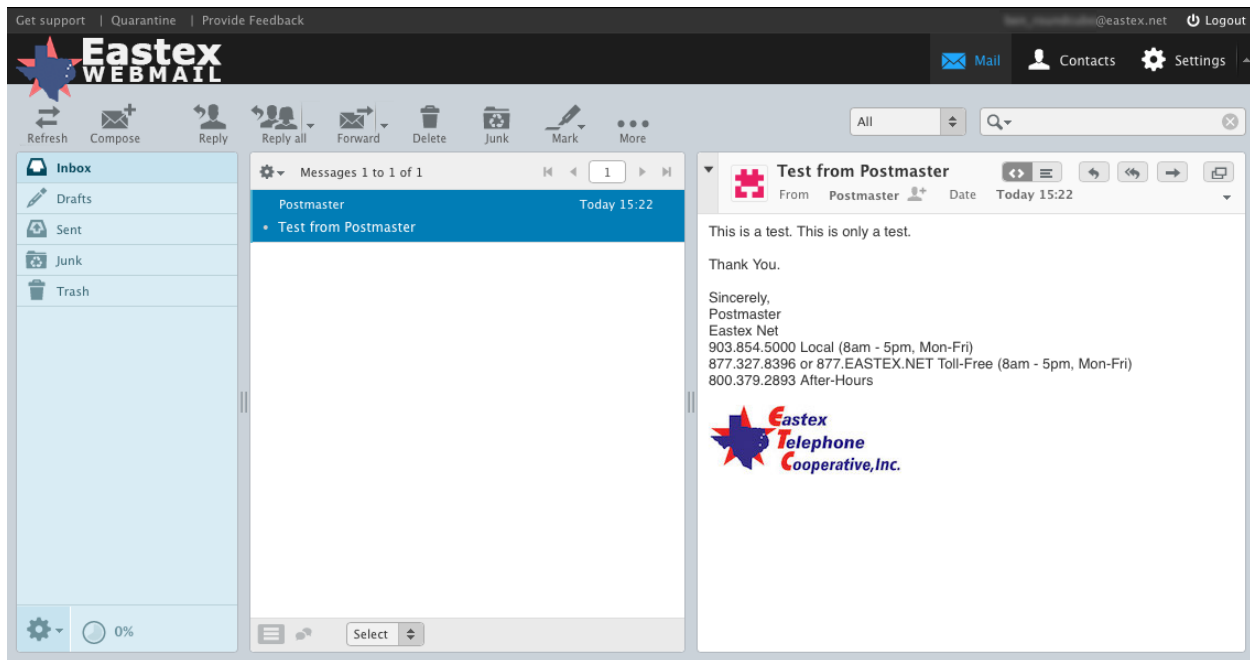 Get support | Quarantine | Provide Feedback
@eastex.net Logout
Eastex
WEBMAIL
Mail Contacts Settings
Refresh Compose Reply Reply all Forward Delete Junk Mark More
All
Inbox
Drafts
Sent
Junk
Trash
0%
Messages 1 to 1 of 1
1
Postmaster Today 15:22
• Test from Postmaster
Select
Test from Postmaster
From Postmaster Date Today 15:22
This is a test. This is only a test.
Thank You.
Sincerely,
Postmaster
Eastex Net
903.854.5000 Local (8am - 5pm, Mon-Fri)
877.327.8396 or 877.EASTEX.NET Toll-Free (8am - 5pm, Mon-Fri)
800.379.2893 After-Hours
Eastex
Telephone
Cooperative,Inc.